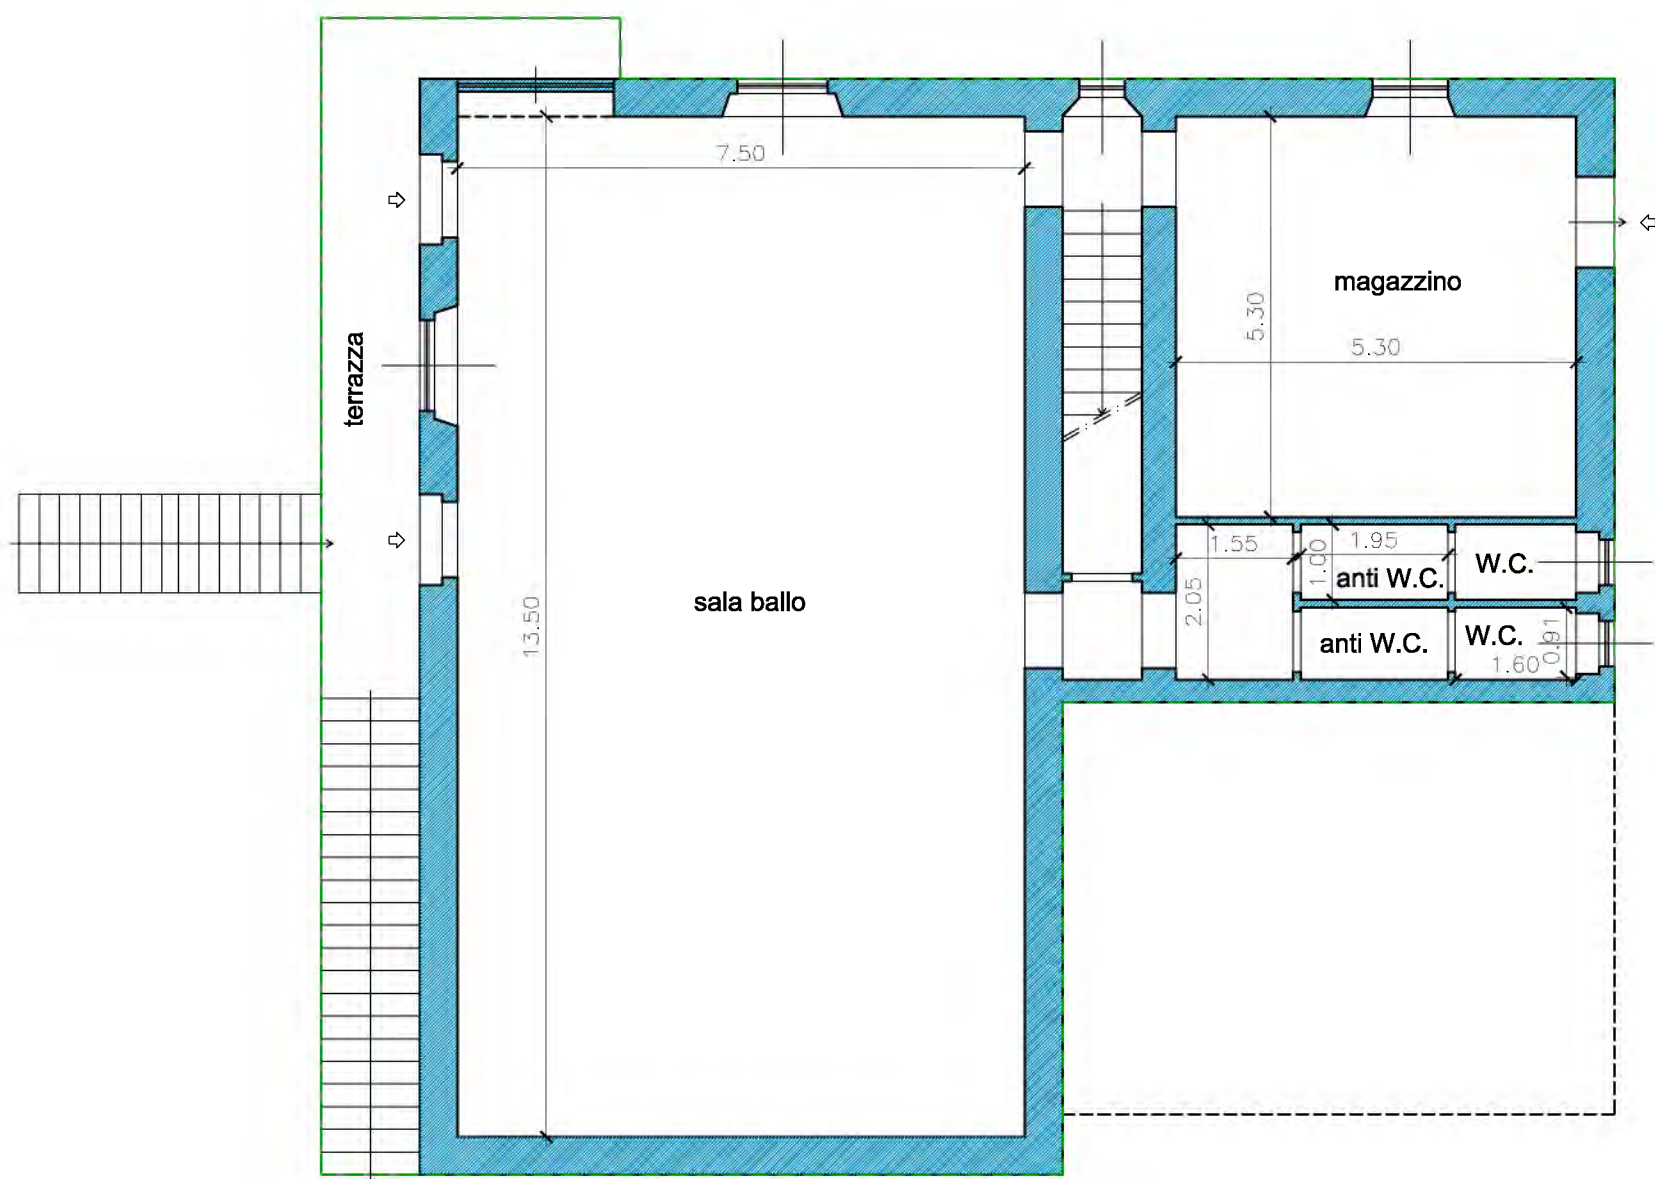 7.50
magazzino
5.30
5.30
terrazza
1.55
1.00
1.95
anti W.C.
W.C.
2.05
sala ballo
13.50
anti W.C.
W.C.
0.91
1.60